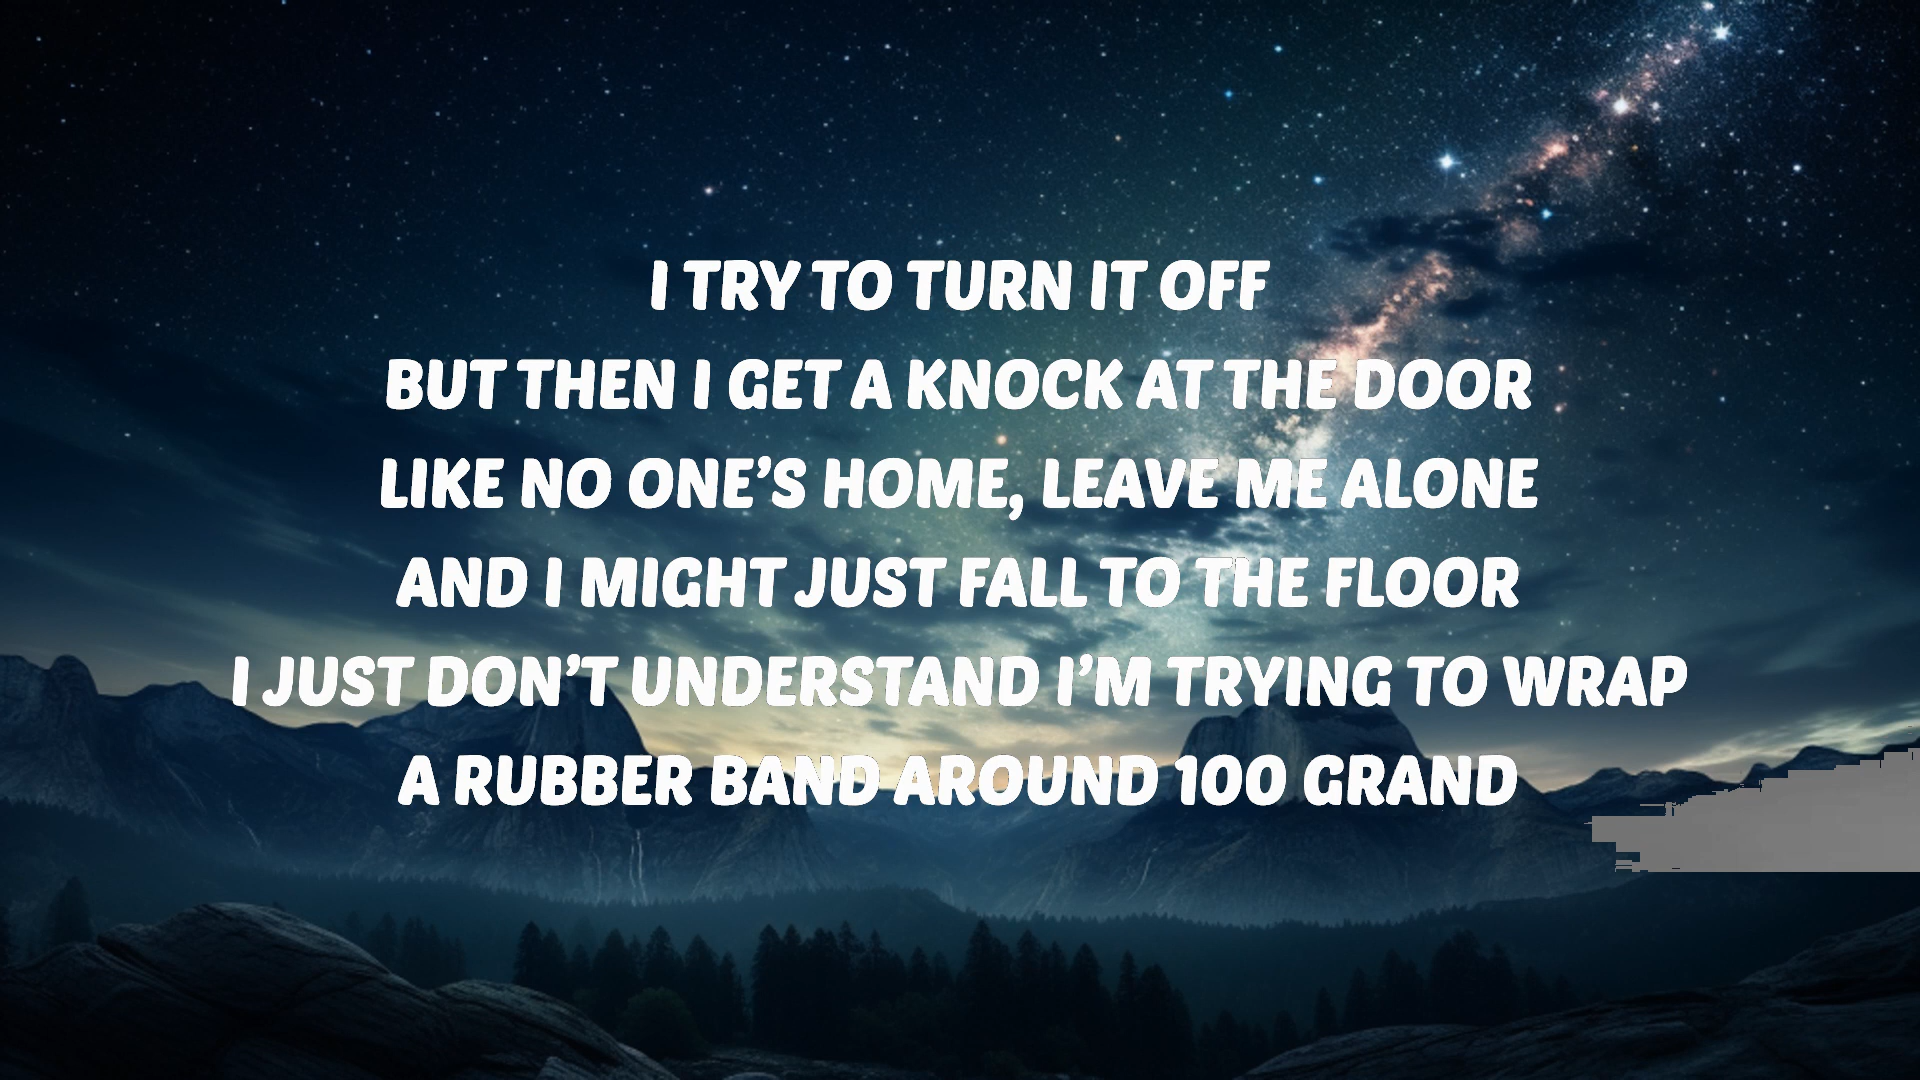 I TRY TO TURN IT OFF
BUT THEN I GET A KNOCK AT THE DOOR
LIKE NO ONE’S HOME, LEAVE ME ALONE
AND I MIGHT JUST FALL TO THE FLOOR
I JUST DON’T UNDERSTAND I’M TRYING TO WRAP
A RUBBER BAND AROUND 100 GRAND